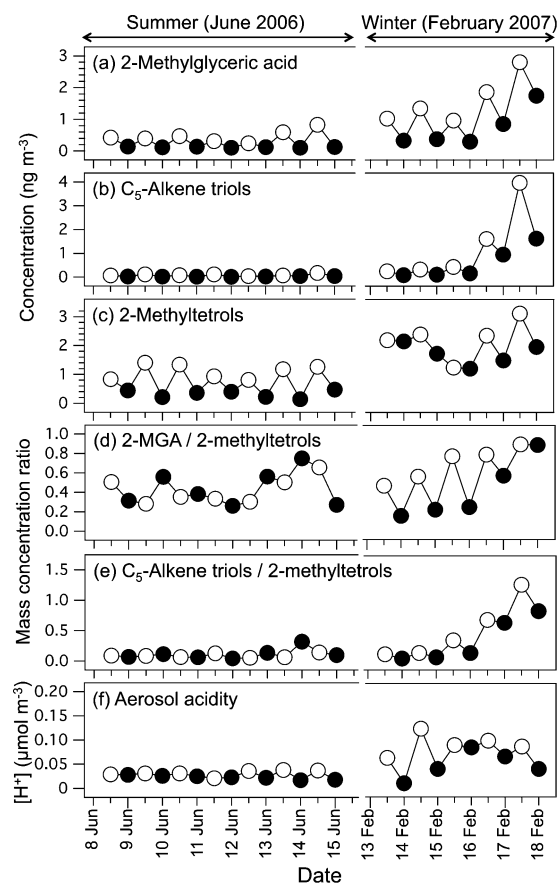 Summer (June 2006) Winter (February 2007)
(a) 2-Methylglyceric acid
3
2
1
0
(b) C5-Alkene triols
4
3
2
1
0
Concentration (ng m-3)
(c) 2-Methyltetrols
3
2
1
0
(d) 2-MGA / 2-methyltetrols
1.0
0.8
0.6
0.4
0.2
0.0
(e) C5-Alkene triols / 2-methyltetrols
1.5
1.0
0.5
0.0
Mass concentration ratio
(f) Aerosol acidity
0.20
0.15
0.10
0.05
0
[H+] (μmol m-3)
8 Jun
9 Jun
10 Jun
11 Jun
12 Jun
13 Jun
14 Jun
15 Jun
13 Feb
14 Feb
15 Feb
16 Feb
17 Feb
18 Feb
Date